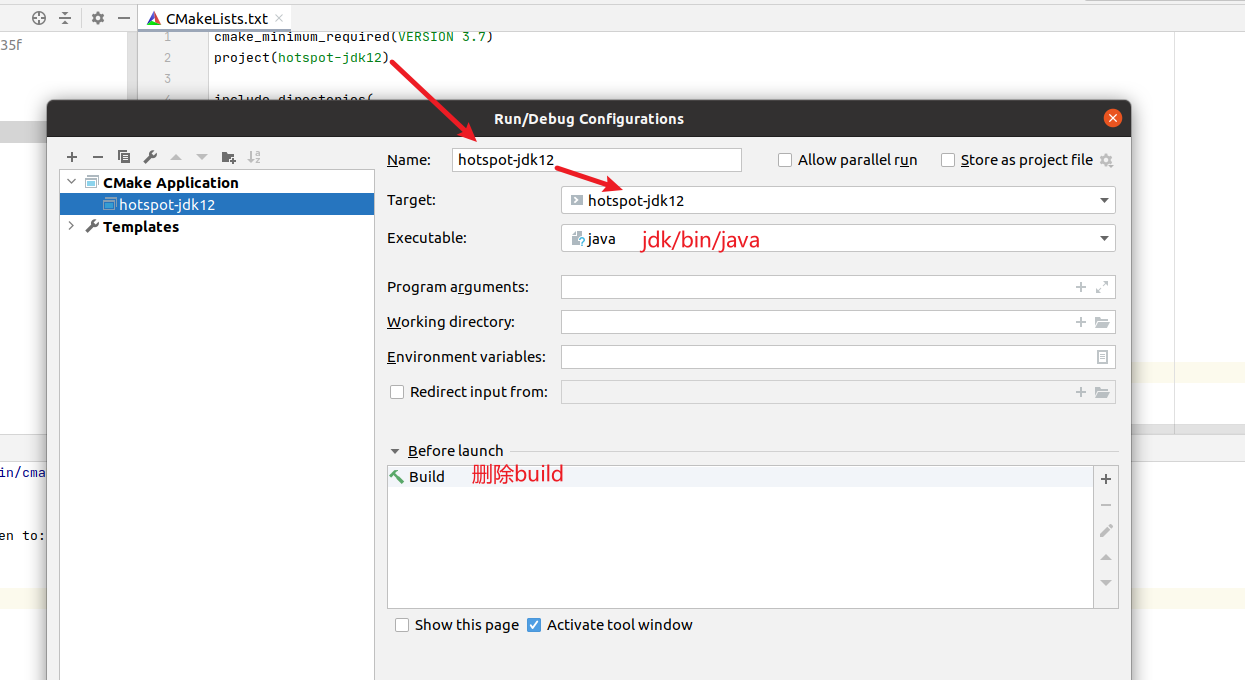 CMakeLists.txt
35f
1 cmake_minimum_required(VERSION 3.7)
2 project(hotspot-jdk12)
3
4 include_directories(
Run/Debug Configurations
Name: hotspot-jdk12
Allow parallel run
Store as project file
CMake Application
hotspot-jdk12
Templates
Target: hotspot-jdk12
Executable: java jdk/bin/java
Program arguments:
Working directory:
Environment variables:
Redirect input from:
Before launch
Build 删除build
in/cma
en to:
Show this page
Activate tool window